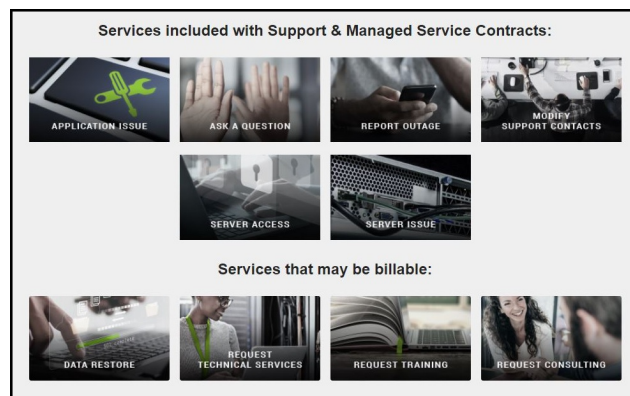 Services included with Support & Managed Service Contracts:
APPLICATION ISSUE
ASK A QUESTION
REPORT OUTAGE
MODIFY
SUPPORT CONTACTS
SERVER ACCESS
SERVER ISSUE
Services that may be billable:
DATA RESTORE
REQUEST
TECHNICAL SERVICES
REQUEST TRAINING
REQUEST CONSULTING